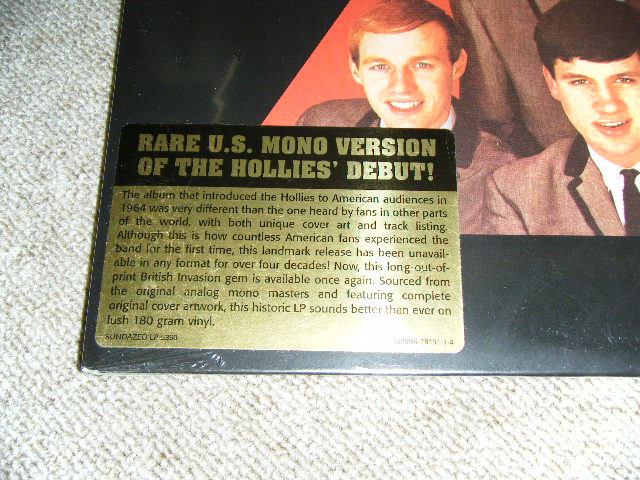 RARE U.S. MONO VERSION
OF THE HOLLIES' DEBUT!
The album that introduced the Hollies to American audiences in
1964 was very different than the one heard by fans in other parts
of the world, with both unique cover art and track listing.
Although this is how countless American fans experienced the
band for the first time, this landmark release has been unavail-
able in any format for over four decades! Now, this long-out-of-
print British Invasion gem is available once again. Sourced from
the original analog mono masters and featuring complete
original cover artwork, this historic LP sounds better than ever on
lush 180 gram vinyl.
SUNDAZED LP